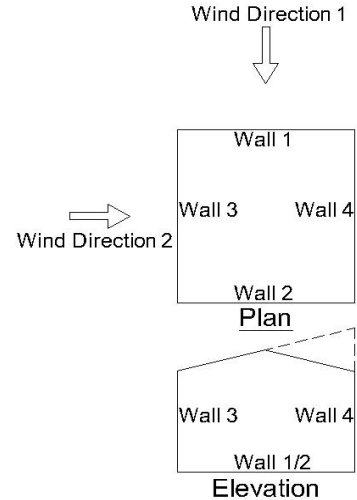 Wind Direction 1
Wall 1
Wall 3 Wall 4
Wind Direction 2
Wall 2
Plan
Wall 3 Wall 4
Wall 1/2
Elevation